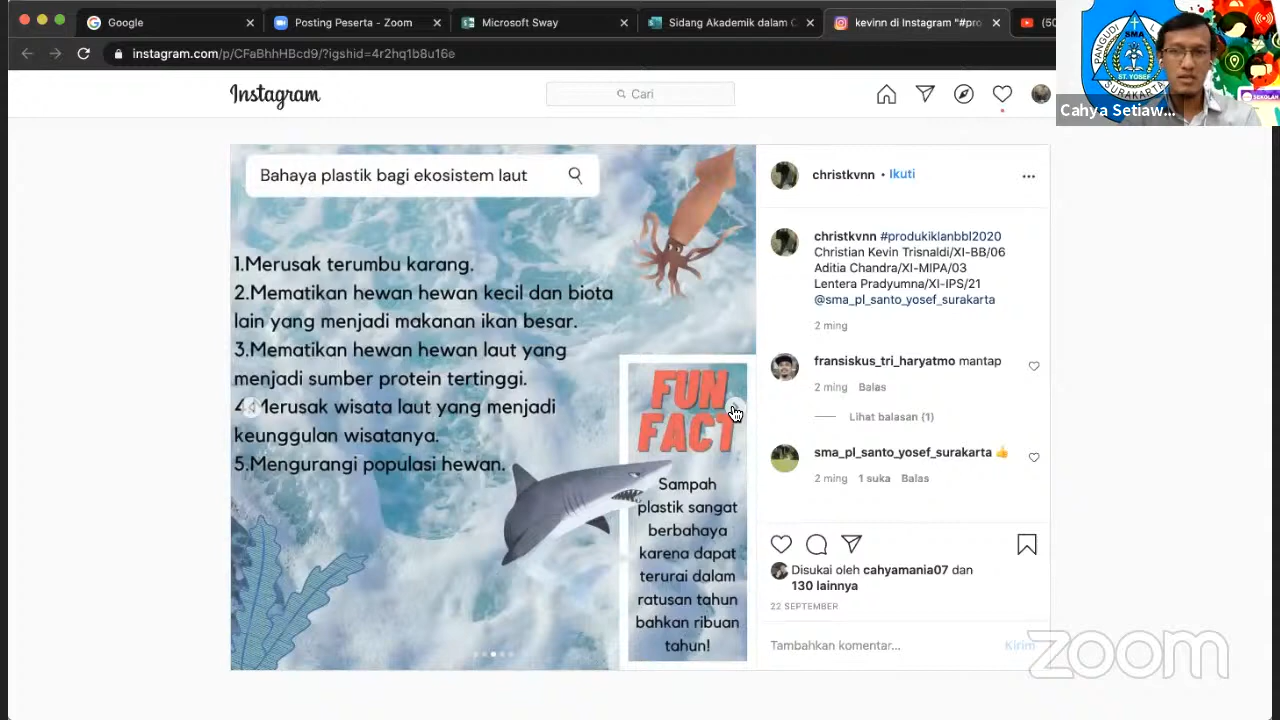 Google
Posting Peserta - Zoom
Microsoft Sway
Sidang Akademik dalam C
kevinn di Instagram "#pro
(50
instagram.com/p/CFaBhhHBcd9/?igshid=4r2hq1b8u16e
SMA
PANGUDI L
ST. YOSEF
SURAKARTA
SEKOLAH
Cahya Setiaw...
Instagram
Cari
Bahaya plastik bagi ekosistem laut
1.Merusak terumbu karang.
2.Mematikan hewan hewan kecil dan biota
lain yang menjadi makanan ikan besar.
3.Mematikan hewan hewan laut yang
menjadi sumber protein tertinggi.
4.Merusak wisata laut yang menjadi
keunggulan wisatanya.
5.Mengurangi populasi hewan.
FUN
FACT
Sampah
plastik sangat
berbahaya
karena dapat
terurai dalam
ratusan tahun
bahkan ribuan
tahun!
christkvnn • Ikuti
christkvnn #produkiklanbbl2020
Christian Kevin Trisnaldi/XI-BB/06
Aditia Chandra/XI-MIPA/03
Lentera Pradyumna/XI-IPS/21
@sma_pl_santo_yosef_surakarta
2 ming
fransiskus_tri_haryatmo mantap
2 ming Balas
Lihat balasan (1)
sma_pl_santo_yosef_surakarta 👍
2 ming 1 suka Balas
Disukai oleh cahyamania07 dan
130 lainnya
22 SEPTEMBER
Tambahkan komentar...
Kirim
zoom